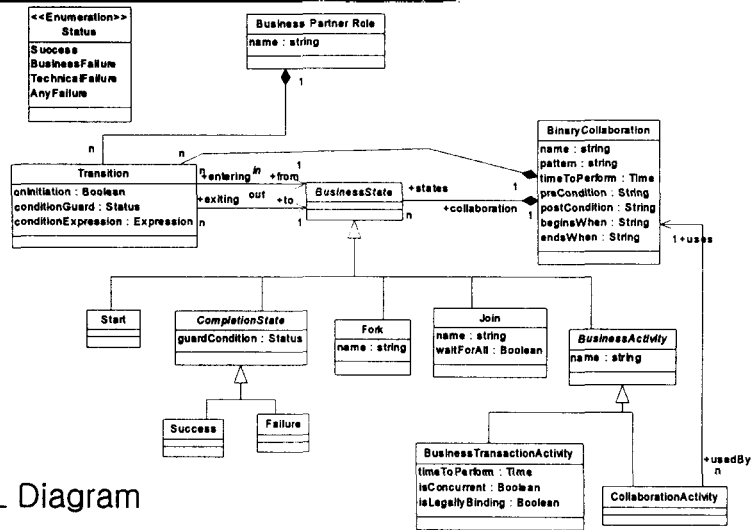 <<Enumeration>>
Status
Success
BusinessFailure
TechnicalFailure
AnyFailure
Business Partner Role
name : string
1
n
n
BinaryCollaboration
name : string
pattern : string
timeToPerform : Time
preCondition : String
postCondition : String
beginsWhen : String
endsWhen : String
Transition
onInitiation : Boolean
conditionGuard : Status
conditionExpression : Expression
n
+entering
in
+from
1
+exiting
out
+to
n
1
BusinessState
+states
1
n
+collaboration
1
1
+uses
Start
CompletionState
guardCondition : Status
Fork
name : string
Join
name : string
waitForAll : Boolean
BusinessActivity
name : string
Success
Failure
BusinessTransactionActivity
timeToPerform : Time
isConcurrent : Boolean
isLegallyBinding : Boolean
+usedBy
n
CollaborationActivity
Diagram